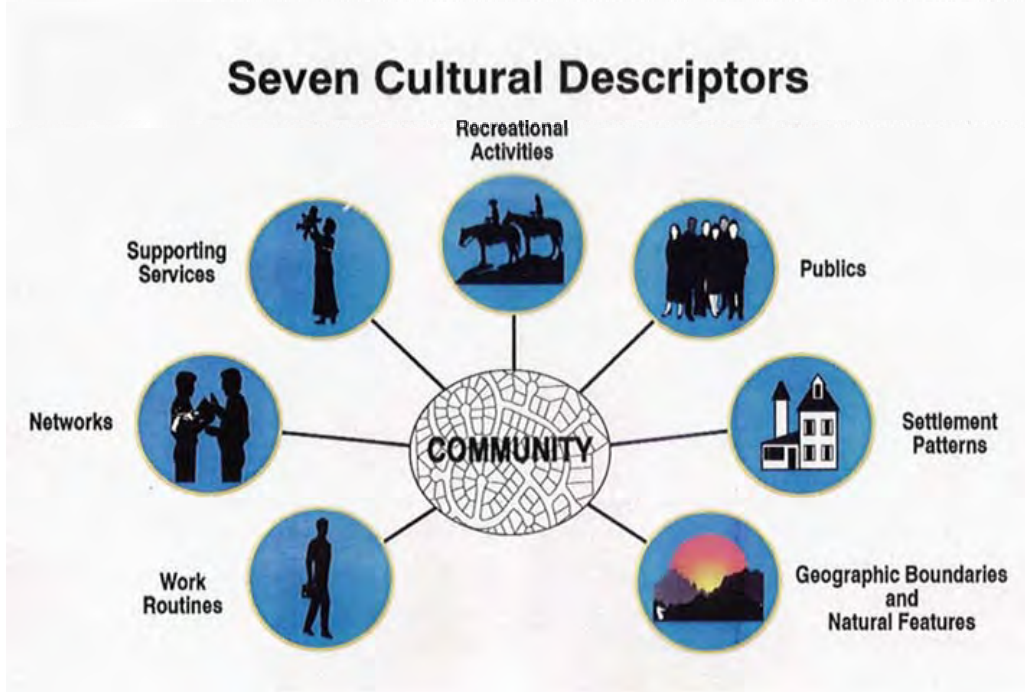 Seven Cultural Descriptors
Recreational
Activities
Supporting
Services
Publics
Networks
COMMUNITY
Settlement
Patterns
Work
Routines
Geographic Boundaries
and
Natural Features